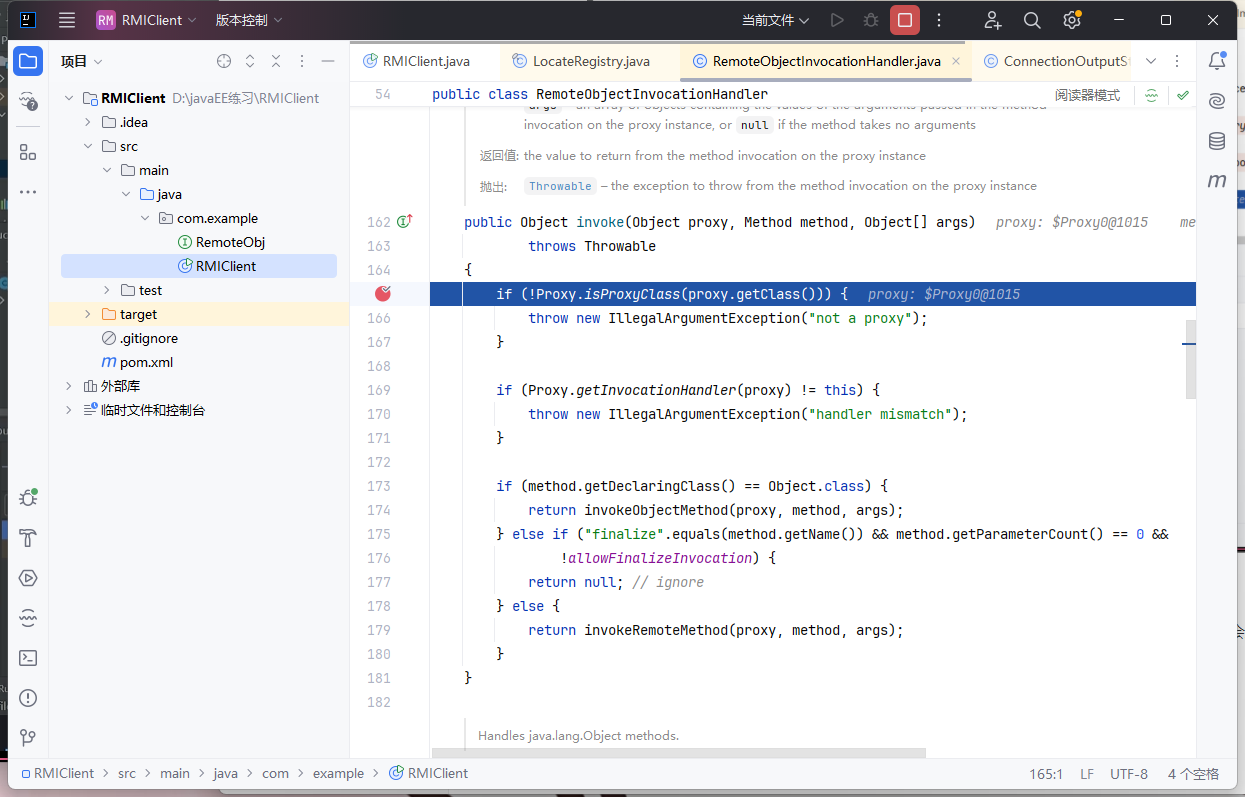 RM RMIClient 版本控制 当前文件
项目
RMIClient.java LocateRegistry.java RemoteObjectInvocationHandler.java ConnectionOutputS
RMIClient D:\javaEE练习\RMIClient
.idea
src
main
java
com.example
RemoteObj
RMIClient
test
target
.gitignore
pom.xml
外部库
临时文件和控制台
54 public class RemoteObjectInvocationHandler 阅读器模式
args – an array of objects containing the values of the arguments passed in the method
invocation on the proxy instance, or null if the method takes no arguments
返回值: the value to return from the method invocation on the proxy instance
抛出: Throwable – the exception to throw from the method invocation on the proxy instance
162 public Object invoke(Object proxy, Method method, Object[] args) proxy: $Proxy0@1015 me
163 throws Throwable
164 {
if (!Proxy.isProxyClass(proxy.getClass())) { proxy: $Proxy0@1015
166 throw new IllegalArgumentException("not a proxy");
167 }
168
169 if (Proxy.getInvocationHandler(proxy) != this) {
170 throw new IllegalArgumentException("handler mismatch");
171 }
172
173 if (method.getDeclaringClass() == Object.class) {
174 return invokeObjectMethod(proxy, method, args);
175 } else if ("finalize".equals(method.getName()) && method.getParameterCount() == 0 &&
176 !allowFinalizeInvocation) {
177 return null; // ignore
178 } else {
179 return invokeRemoteMethod(proxy, method, args);
180 }
181 }
182
Handles java.lang.Object methods.
RMIClient > src > main > java > com > example > RMIClient 165:1 LF UTF-8 4 个空格